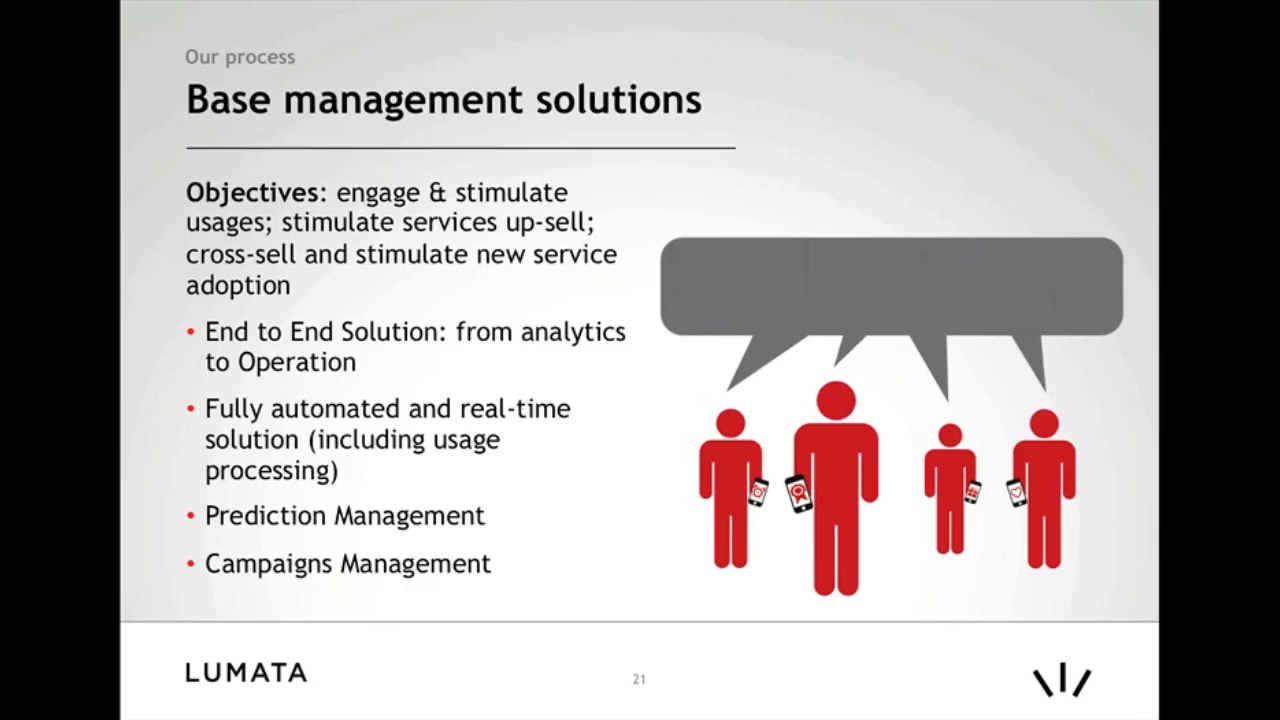 Our process
Base management solutions
Objectives: engage & stimulate
usages; stimulate services up-sell;
cross-sell and stimulate new service
adoption
• End to End Solution: from analytics
to Operation
• Fully automated and real-time
solution (including usage
processing)
• Prediction Management
• Campaigns Management
LUMATA
21